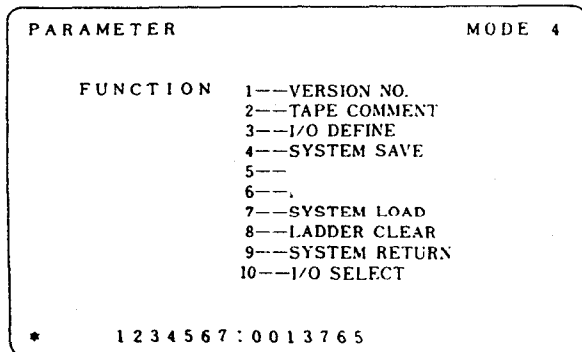 PARAMETER MODE 4
FUNCTION 1--VERSION NO.
2--TAPE COMMENT
3--I/O DEFINE
4--SYSTEM SAVE
5--
6--.
7--SYSTEM LOAD
8--LADDER CLEAR
9--SYSTEM RETURN
10--I/O SELECT
* 1234567:0013765